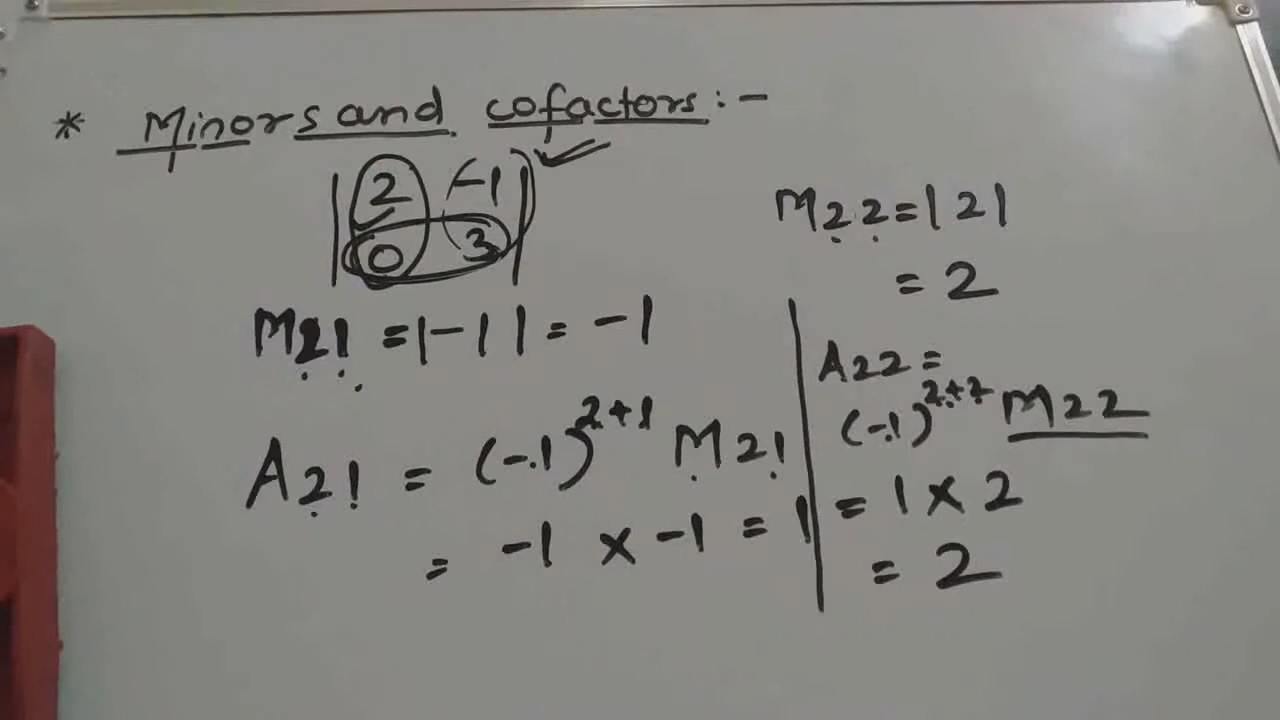 * Minors and cofactors :-
|2 -1|
|0 3|
M21 = |-1| = -1
A21 = (-1)^2+1 M21
= -1 x -1 = 1
M22 = |2|
= 2
A22 =
(-1)^2+2 M22
= 1 x 2
= 2